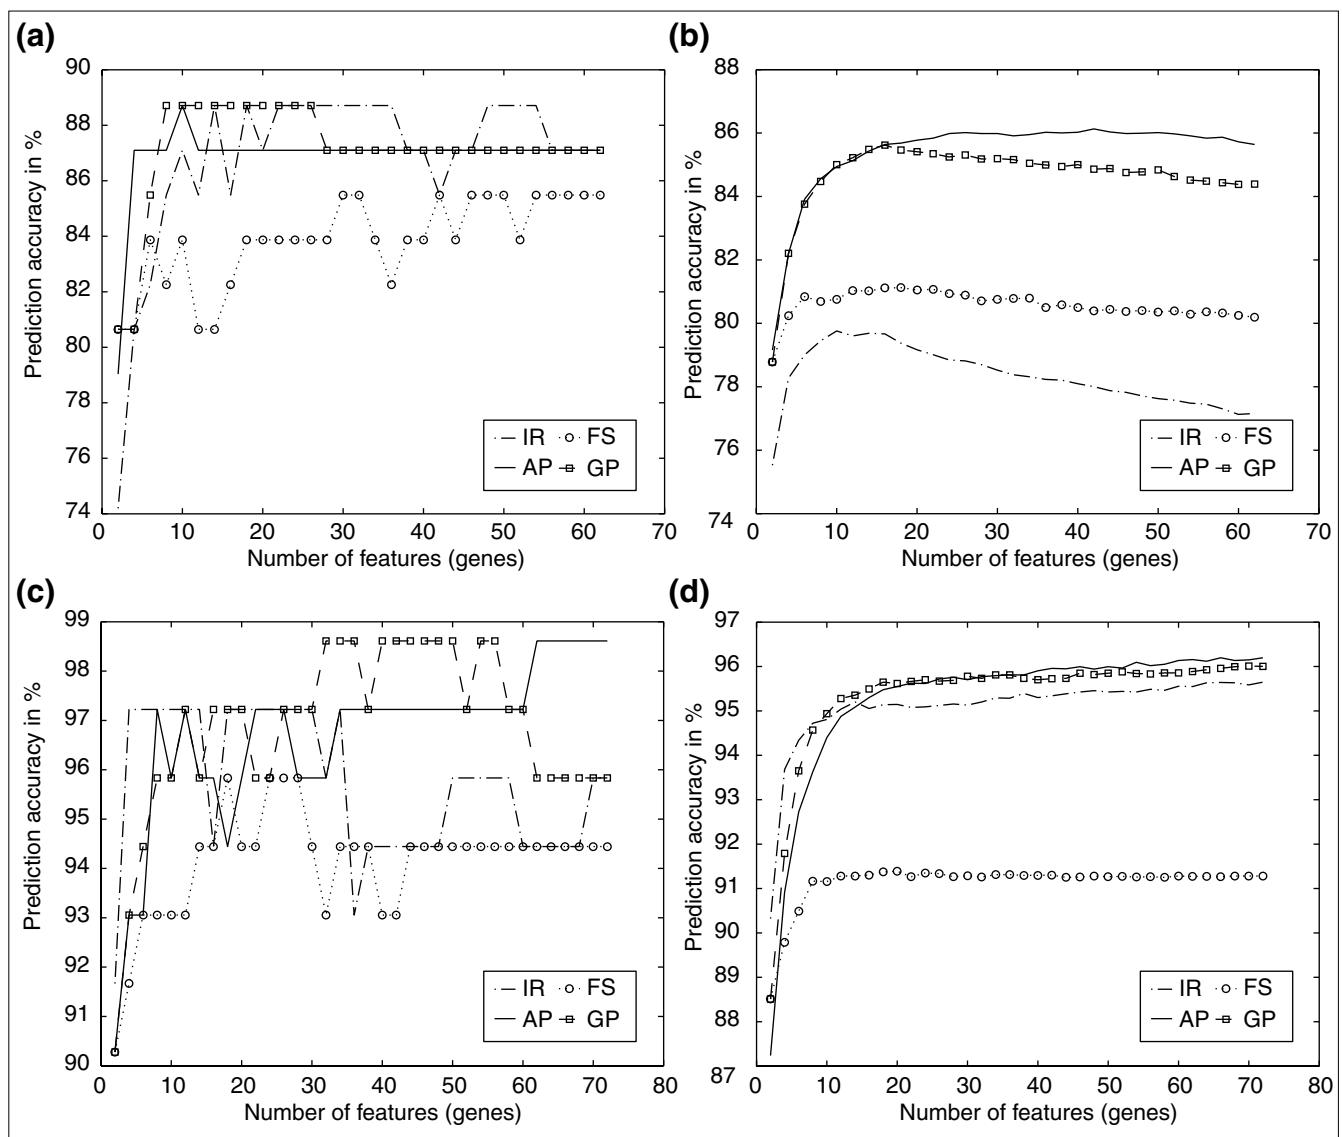 (a)
90
88
86
84
82
80
78
76
74
Prediction accuracy in %
0 10 20 30 40 50 60 70
Number of features (genes)
IR FS
AP GP
(b)
88
86
84
82
80
78
76
74
Prediction accuracy in %
0 10 20 30 40 50 60 70
Number of features (genes)
IR FS
AP GP
(c)
99
98
97
96
95
94
93
92
91
90
Prediction accuracy in %
0 10 20 30 40 50 60 70 80
Number of features (genes)
IR FS
AP GP
(d)
97
96
95
94
93
92
91
90
89
88
87
Prediction accuracy in %
0 10 20 30 40 50 60 70 80
Number of features (genes)
IR FS
AP GP